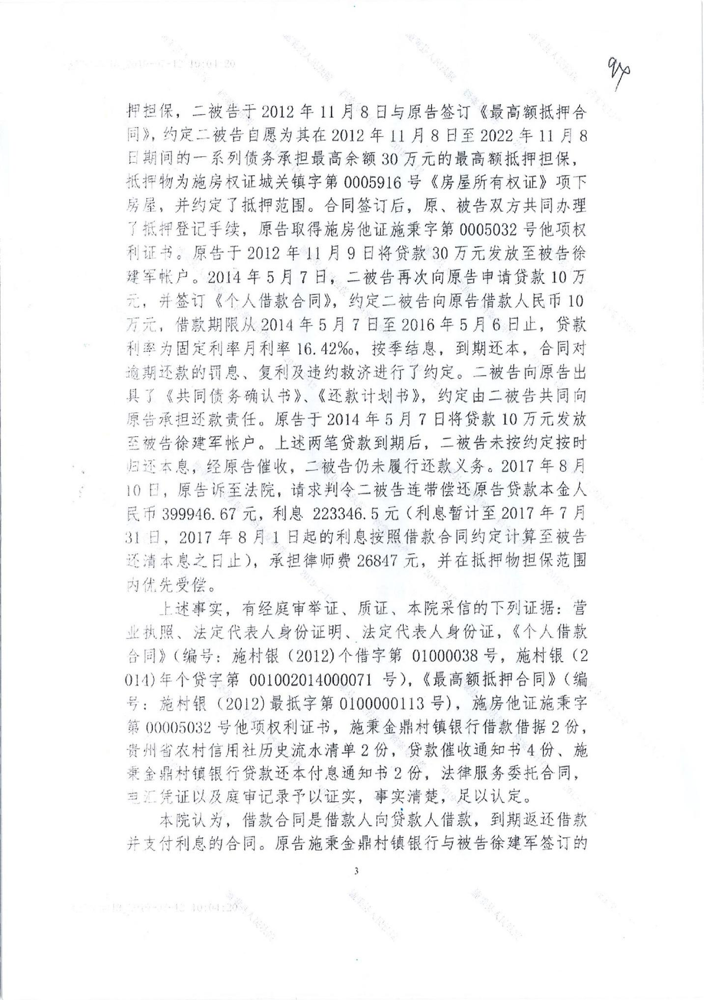 押担保，二被告于2012年11月8日与原告签订《最高额抵押合
同》，约定二被告自愿为其在2012年11月8日至2022年11月8
日期间的一系列债务承担最高余额30万元的最高额抵押担保，
抵押物为施房权证城关镇字第0005916号《房屋所有权证》项下
房屋，并约定了抵押范围。合同签订后，原、被告双方共同办理
了抵押登记手续，原告取得施房他证施秉字第0005032号他项权
利证书。原告于2012年11月9日将贷款30万元发放至被告徐
建军帐户。2014年5月7日，二被告再次向原告申请贷款10万
元，并签订《个人借款合同》，约定二被告向原告借款人民币10
万元，借款期限从2014年5月7日至2016年5月6日止，贷款
利率为固定利率月利率16.42‰，按季结息，到期还本，合同对
逾期还款的罚息、复利及违约救济进行了约定。二被告向原告出
具了《共同债务确认书》、《还款计划书》，约定由二被告共同向
原告承担还款责任。原告于2014年5月7日将贷款10万元发放
至被告徐建军帐户。上述两笔贷款到期后，二被告未按约定按时
归还本息，经原告催收，二被告仍未履行还款义务。2017年8月
10日，原告诉至法院，请求判令二被告连带偿还原告贷款本金人
民币399946.67元，利息 223346.5元（利息暂计至2017年7月
31日，2017年8月1日起的利息按照借款合同约定计算至被告
还清本息之日止），承担律师费26847元，并在抵押物担保范围
内优先受偿。
上述事实，有经庭审举证、质证、本院采信的下列证据：营
业执照、法定代表人身份证明、法定代表人身份证，《个人借款
合同》（编号：施村银（2012)个借字第 01000038号，施村银（2
014)年个贷字第 001002014000071 号），《最高额抵押合同》（编
号：施村银（2012)最抵字第0100000113号），施房他证施秉字
第00005032号他项权利证书，施秉金鼎村镇银行借款借据2份，
贵州省农村信用社历史流水清单2份，贷款催收通知书4份、施
秉金鼎村镇银行贷款还本付息通知书2份，法律服务委托合同，
电汇凭证以及庭审记录予以证实，事实清楚，足以认定。
本院认为，借款合同是借款人向贷款人借款，到期返还借款
并支付利息的合同。原告施秉金鼎村镇银行与被告徐建军签订的
3